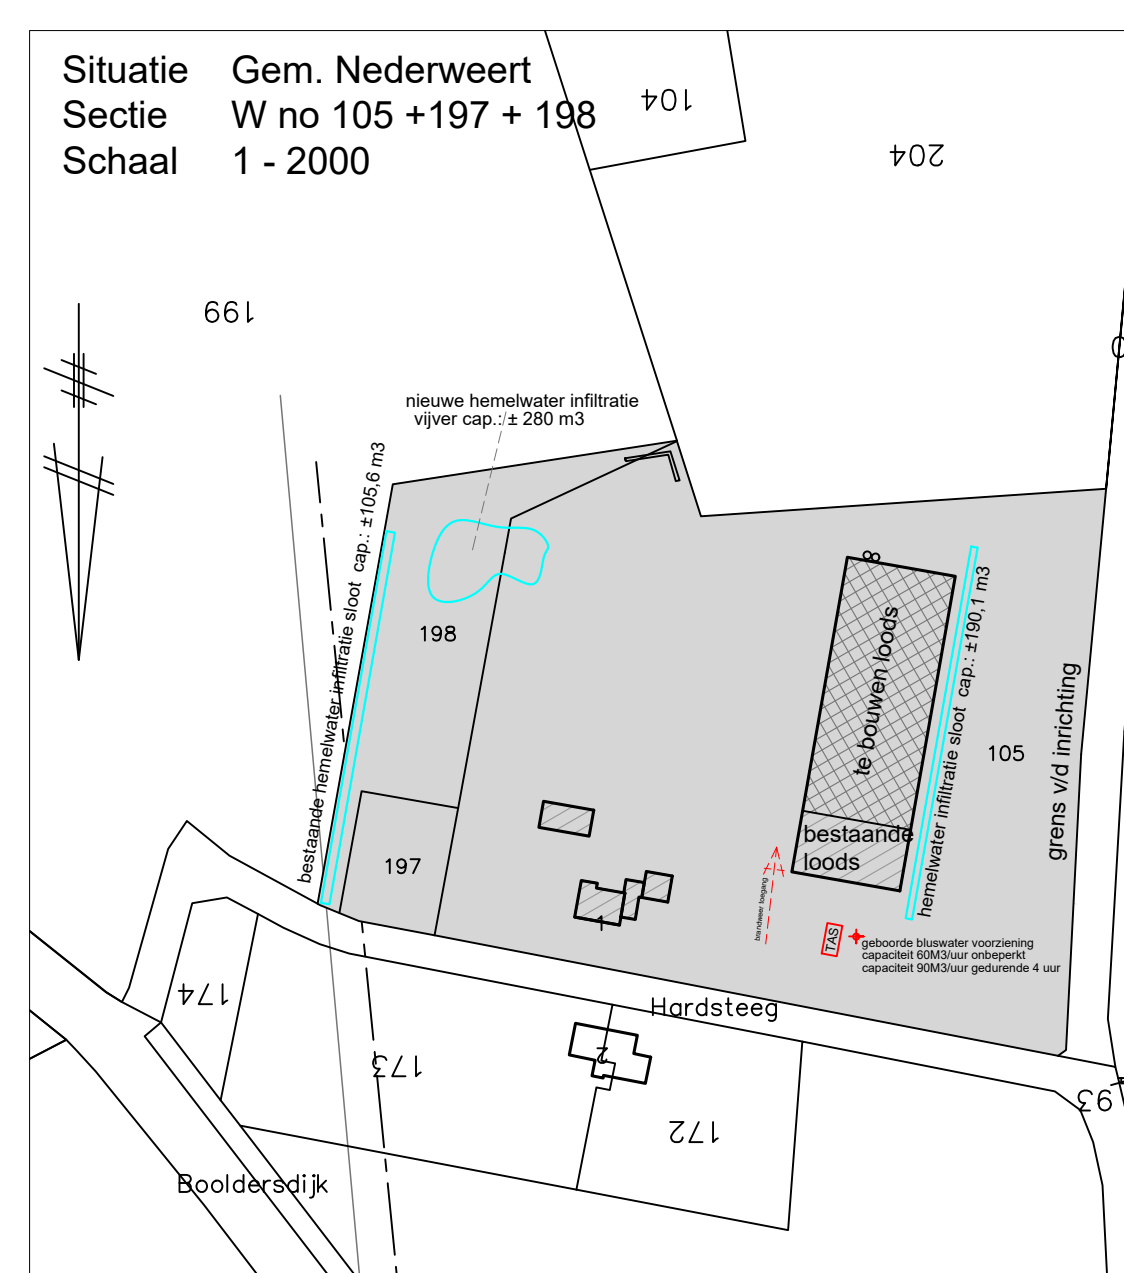 Situatie Gem. Nederweert
Sectie W no 105 +197 + 198
Schaal 1 - 2000
104
204
199
nieuwe hemelwater infiltratie
vijver cap.: ± 280 m3
bestaande hemelwater infiltratie sloot cap.: ±105,6 m3
198
8
te bouwen loods
hemelwater infiltratie sloot cap.: ±190,1 m3
105
grens v/d inrichting
bestaande
loods
197
1
brandweer toegang
TAS
geboorde bluswater voorziening
capaciteit 60M3/uur onbeperkt
capaciteit 90M3/uur gedurende 4 uur
174
Hardsteeg
173
2
172
93
Booldersdijk